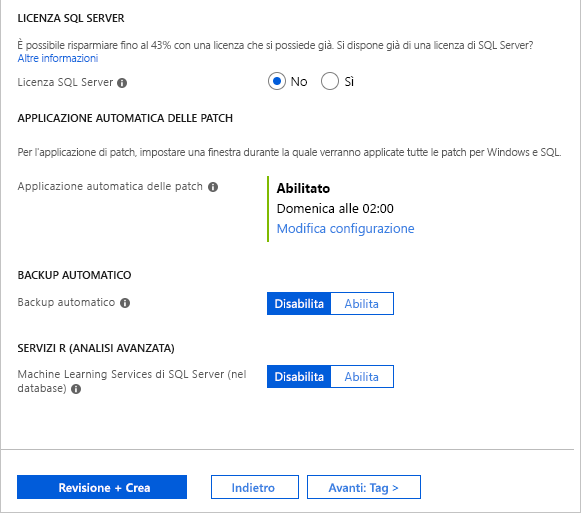 LICENZA SQL SERVER
È possibile risparmiare fino al 43% con una licenza che si possiede già. Si dispone già di una licenza di SQL Server?
Altre informazioni
Licenza SQL Server No Sì
APPLICAZIONE AUTOMATICA DELLE PATCH
Per l'applicazione di patch, impostare una finestra durante la quale verranno applicate tutte le patch per Windows e SQL.
Applicazione automatica delle patch Abilitato
Domenica alle 02:00
Modifica configurazione
BACKUP AUTOMATICO
Backup automatico Disabilita Abilita
SERVIZI R (ANALISI AVANZATA)
Machine Learning Services di SQL Server (nel
database) Disabilita Abilita
Revisione + Crea Indietro Avanti: Tag >